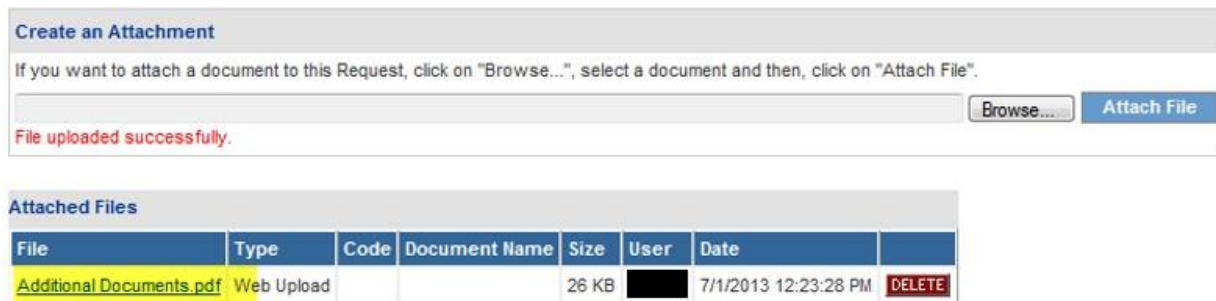 Create an Attachment
If you want to attach a document to this Request, click on "Browse...", select a document and then, click on "Attach File".
Browse... Attach File
File uploaded successfully.
Attached Files
File Type Code Document Name Size User Date
Additional Documents.pdf Web Upload 26 KB 7/1/2013 12:23:28 PM DELETE